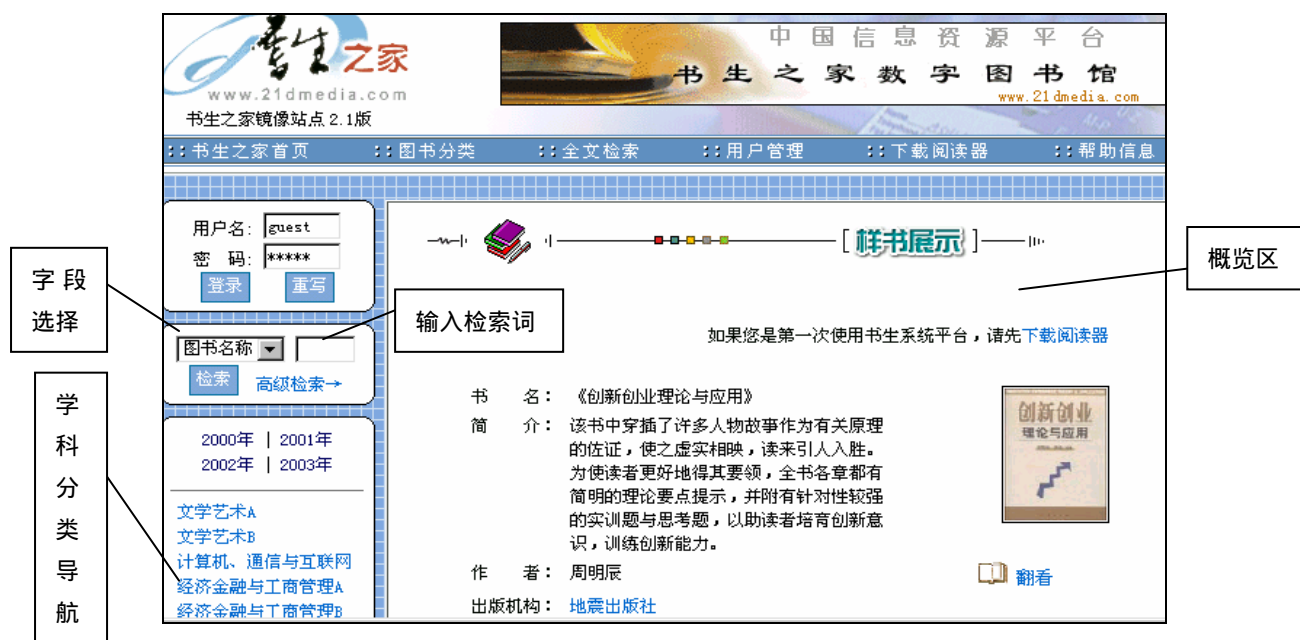 书生之家
www.21dmedia.com
书生之家镜像站点 2.1版
中国信息资源平台
书生之家数字图书馆
www.21dmedia.com
::书生之家首页 ::图书分类 ::全文检索 ::用户管理 ::下载阅读器 ::帮助信息
用户名: guest
密 码: *****
登录 重写
字段
选择
输入检索词
图书名称
检索 高级检索→
学
科
分
类
导
航
2000年 | 2001年
2002年 | 2003年
文学艺术A
文学艺术B
计算机、通信与互联网
经济金融与工商管理A
经济金融与工商管理B
[样书展示]
概览区
如果您是第一次使用书生系统平台，请先下载阅读器
书 名：《创新创业理论与应用》
简 介：该书中穿插了许多人物故事作为有关原理
的佐证，使之虚实相映，读来引人入胜。
为使读者更好地得其要领，全书各章都有
简明的理论要点提示，并附有针对性较强
的实训题与思考题，以助读者培育创新意
识，训练创新能力。
作 者：周明辰
出版机构：地震出版社
创新创业
理论与应用
翻看